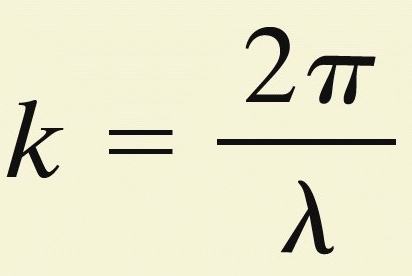 k = 2π / λ